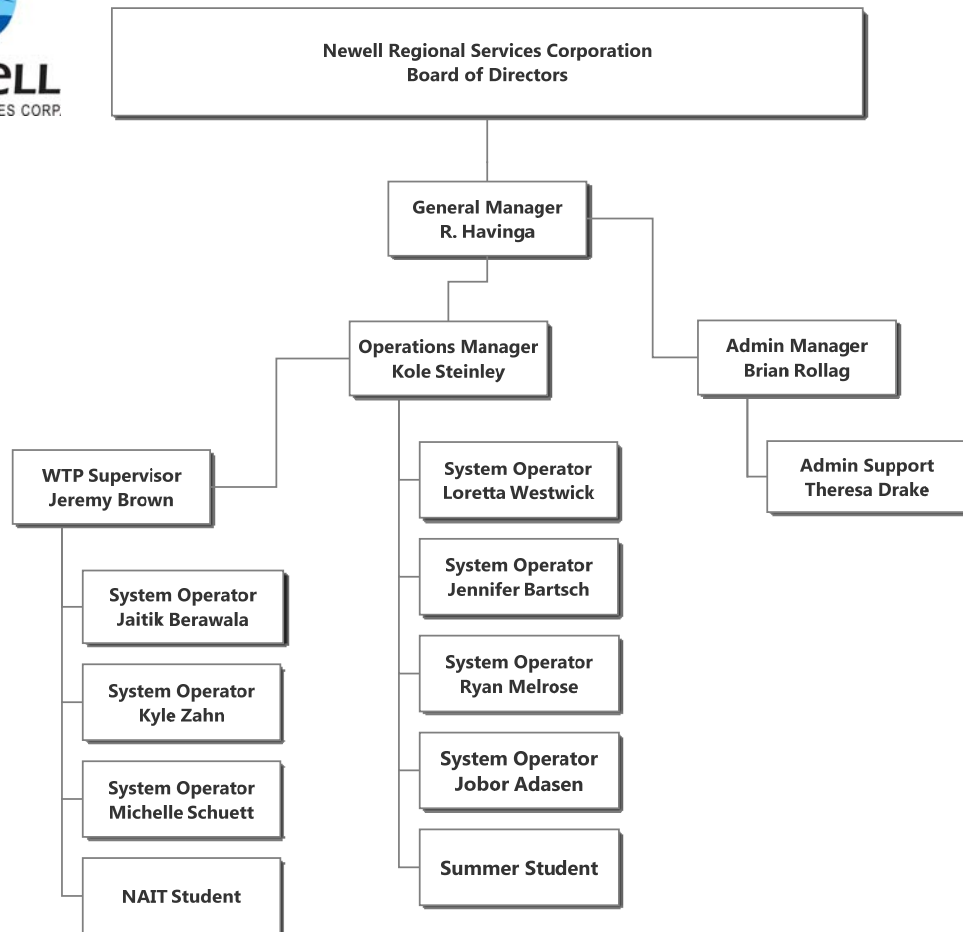 ELL
ES CORP.
Newell Regional Services Corporation
Board of Directors
General Manager
R. Havinga
Operations Manager
Kole Steinley
Admin Manager
Brian Rollag
WTP Supervisor
Jeremy Brown
System Operator
Loretta Westwick
Admin Support
Theresa Drake
System Operator
Jennifer Bartsch
System Operator
Jaitik Berawala
System Operator
Ryan Melrose
System Operator
Kyle Zahn
System Operator
Jobor Adasen
System Operator
Michelle Schuett
Summer Student
NAIT Student